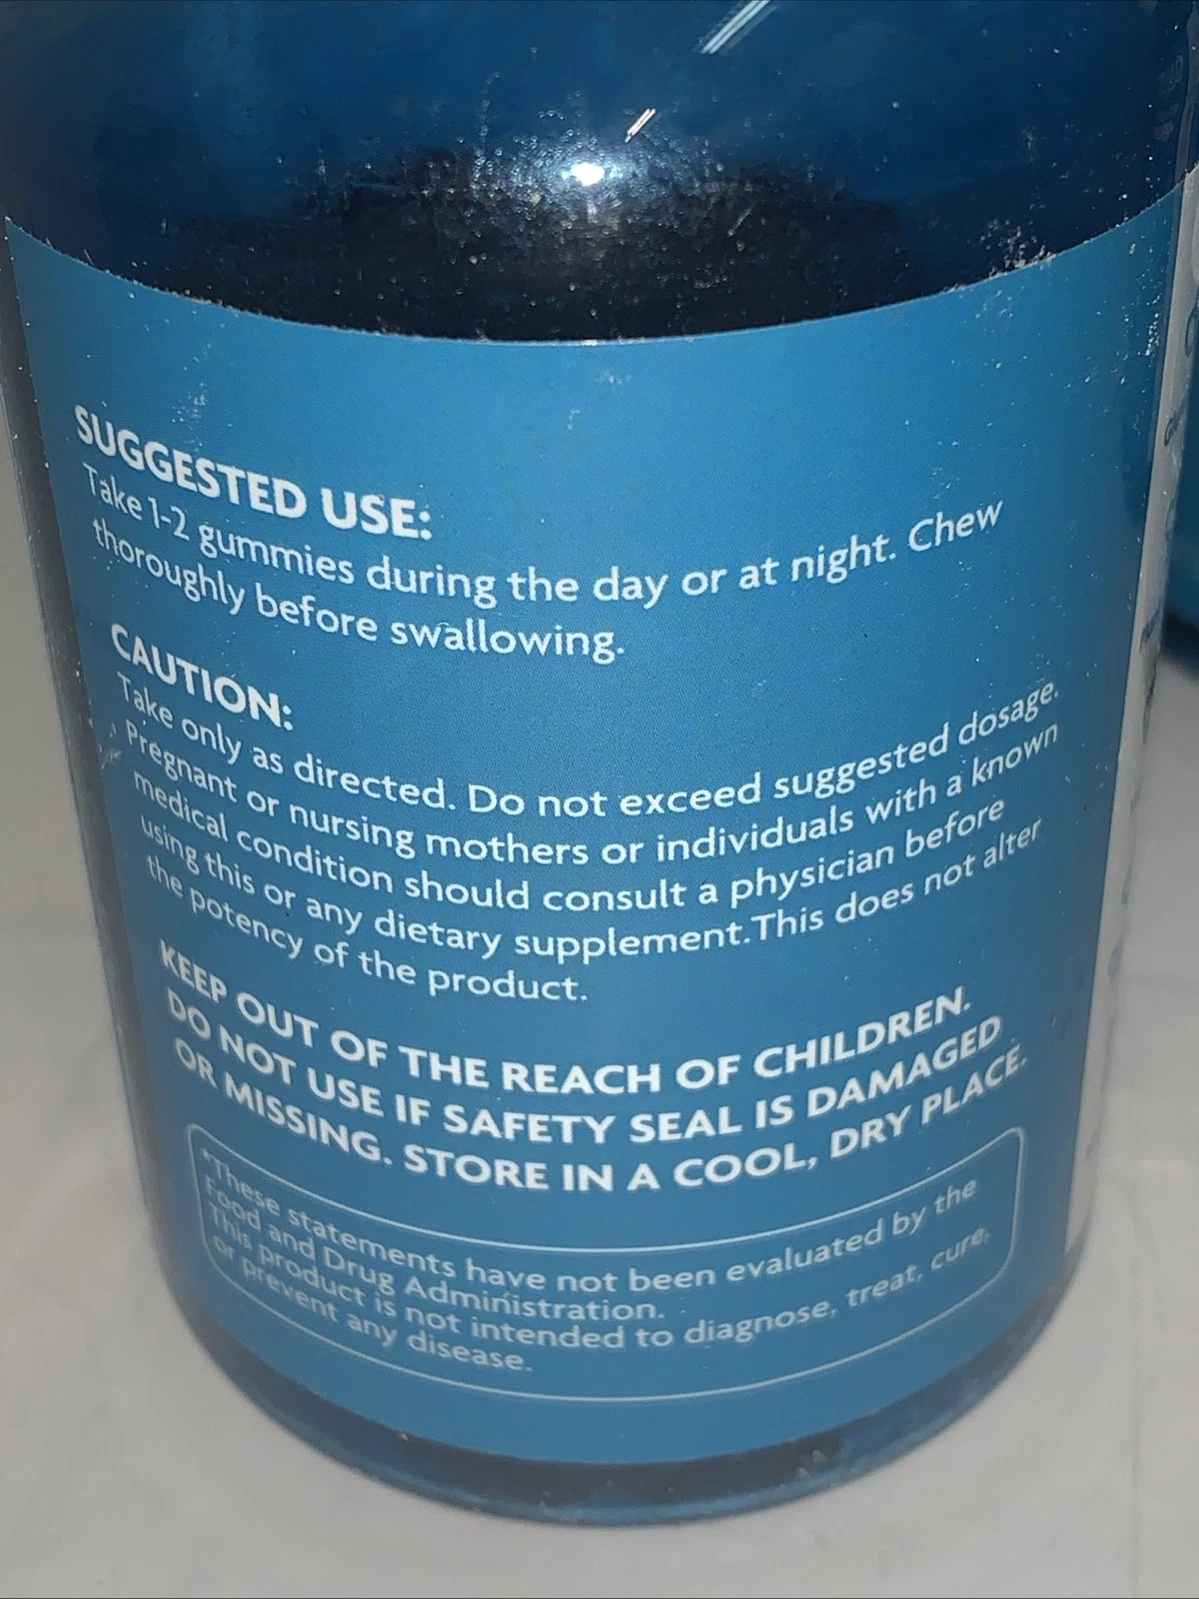 SUGGESTED USE:
Take 1-2 gummies during the day or at night. Chew
thoroughly before swallowing.
CAUTION:
Take only as directed. Do not exceed suggested dosage.
Pregnant or nursing mothers or individuals with a known
medical condition should consult a physician before
using this or any dietary supplement.This does not alter
the potency of the product.
KEEP OUT OF THE REACH OF CHILDREN.
DO NOT USE IF SAFETY SEAL IS DAMAGED
OR MISSING. STORE IN A COOL, DRY PLACE.
*These statements have not been evaluated by the
Food and Drug Administration.
This product is not intended to diagnose, treat, cure,
or prevent any disease.